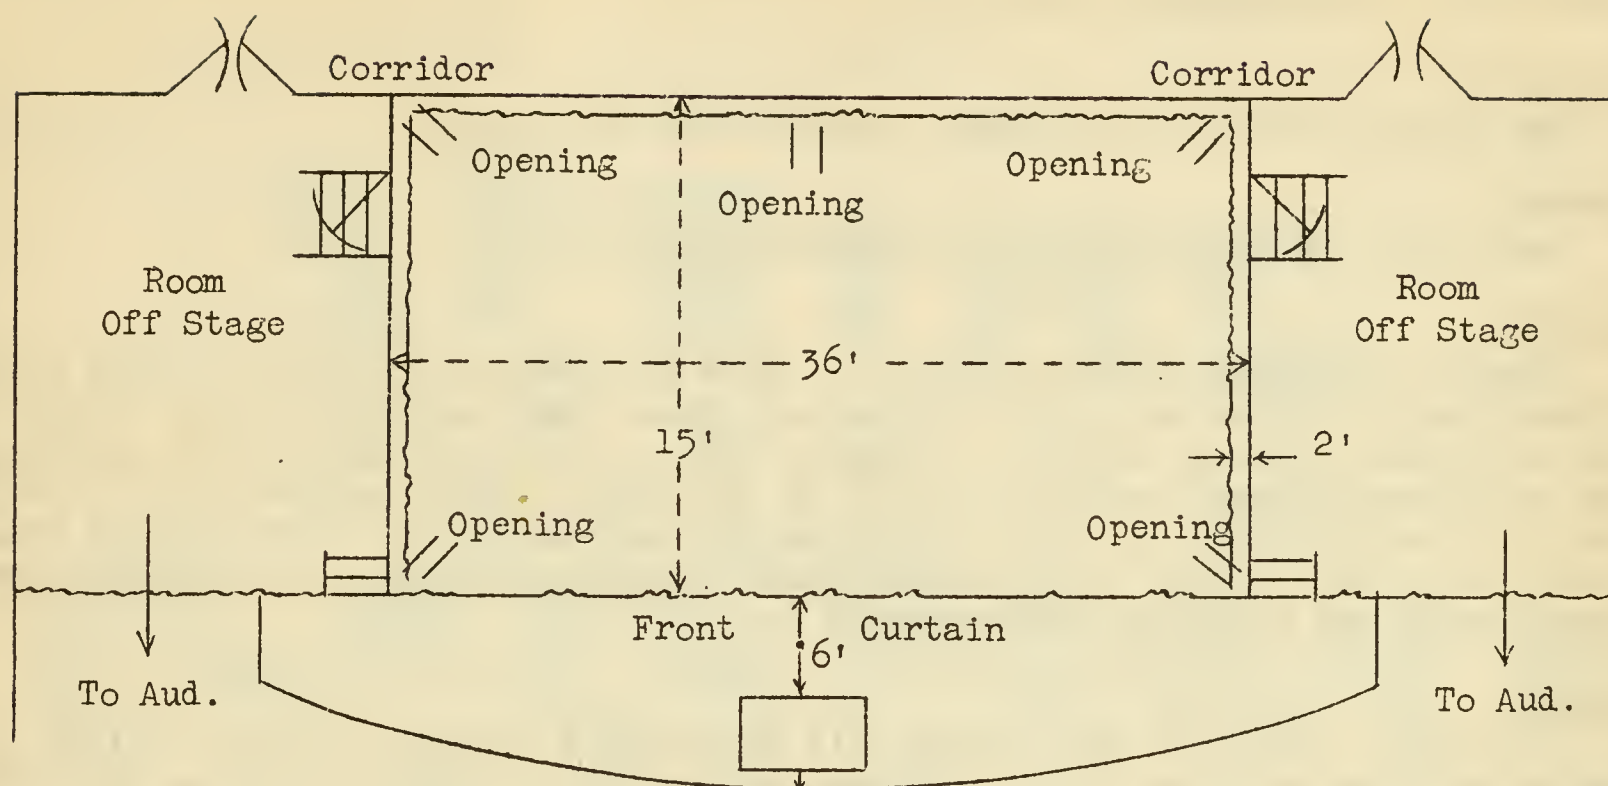 Corridor
Corridor
Opening
Opening
Opening
Opening
Room
Off Stage
Room
Off Stage
36'
15'
2'
Opening
Opening
Front Curtain
6'
To Aud.
To Aud.